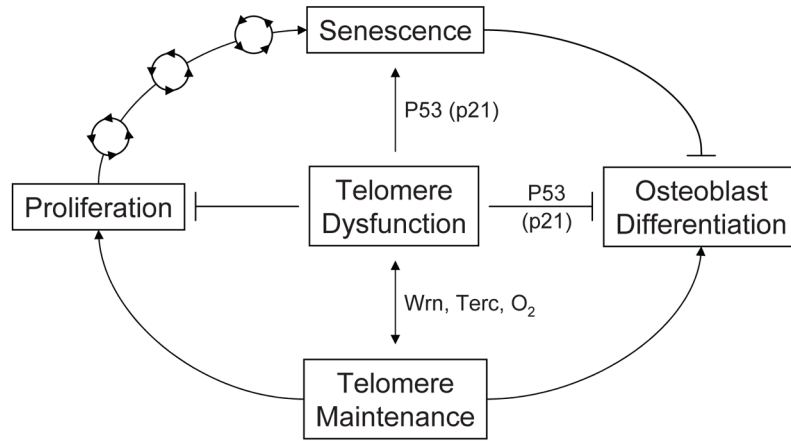 Senescence
P53 (p21)
Proliferation
Telomere
Dysfunction
P53
(p21)
Osteoblast
Differentiation
Wrn, Terc, O₂
Telomere
Maintenance